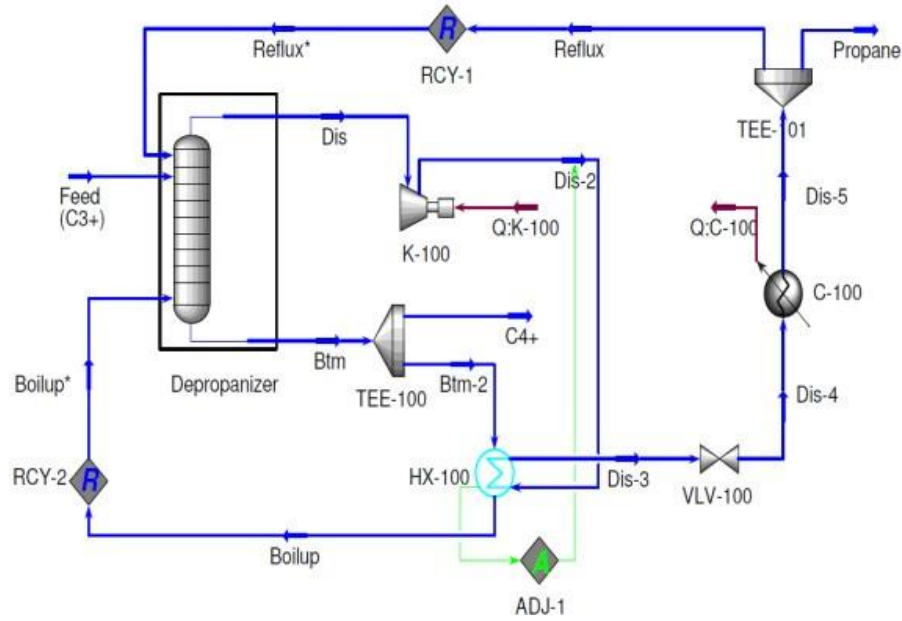 Reflux*
R
RCY-1
Reflux
Propane
TEE-101
Dis
Feed
(C3+)
Dis-2
Q:K-100
K-100
Dis-5
Q:C-100
C-100
C4+
Btm
Btm-2
TEE-100
Depropanizer
Boilup*
Dis-4
R
RCY-2
HX-100
Dis-3
VLV-100
Boilup
A
ADJ-1